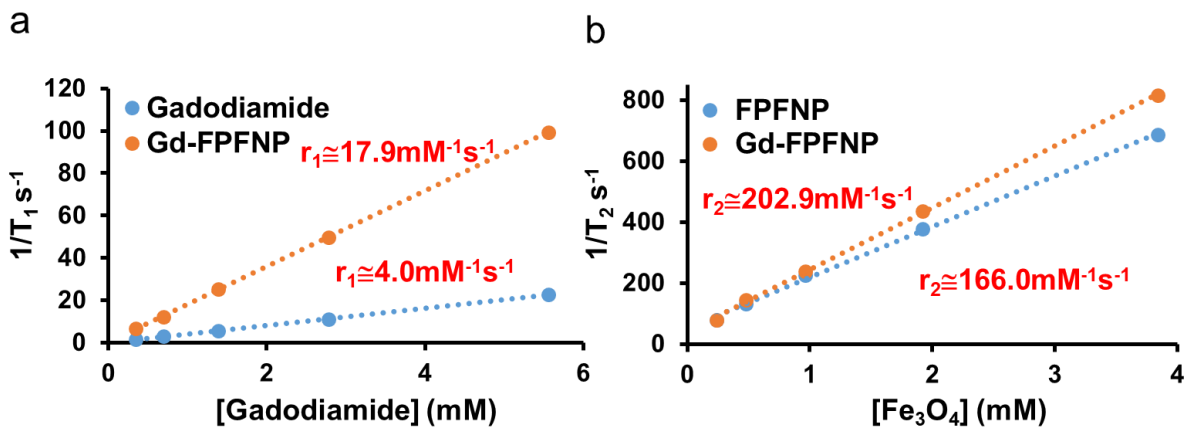 a
120
100
80
60
40
20
0
0
2
4
6
1/T₁ s⁻¹
[Gadodiamide] (mM)
Gadodiamide
Gd-FPFNP
r₁≅17.9mM⁻¹s⁻¹
r₁≅4.0mM⁻¹s⁻¹
b
800
600
400
200
0
0
1
2
3
4
1/T₂ s⁻¹
[Fe₃O₄] (mM)
FPFNP
Gd-FPFNP
r₂≅202.9mM⁻¹s⁻¹
r₂≅166.0mM⁻¹s⁻¹